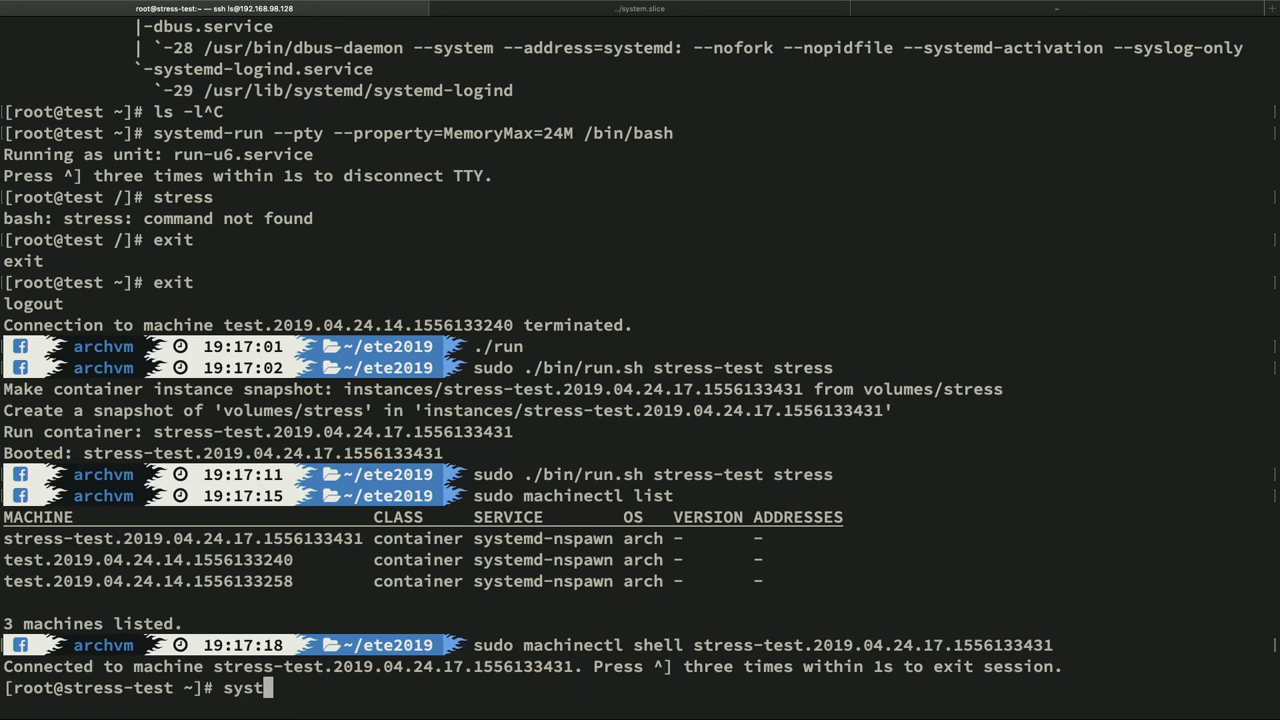 root@stress-test:~ — ssh ls@192.168.98.128
../system.slice
~
|-dbus.service
| `-28 /usr/bin/dbus-daemon --system --address=systemd: --nofork --nopidfile --systemd-activation --syslog-only
`-systemd-logind.service
`-29 /usr/lib/systemd/systemd-logind
[root@test ~]# ls -l^C
[root@test ~]# systemd-run --pty --property=MemoryMax=24M /bin/bash
Running as unit: run-u6.service
Press ^] three times within 1s to disconnect TTY.
[root@test /]# stress
bash: stress: command not found
[root@test /]# exit
exit
[root@test ~]# exit
logout
Connection to machine test.2019.04.24.14.1556133240 terminated.
archvm 19:17:01 ~/ete2019 ./run
archvm 19:17:02 ~/ete2019 sudo ./bin/run.sh stress-test stress
Make container instance snapshot: instances/stress-test.2019.04.24.17.1556133431 from volumes/stress
Create a snapshot of 'volumes/stress' in 'instances/stress-test.2019.04.24.17.1556133431'
Run container: stress-test.2019.04.24.17.1556133431
Booted: stress-test.2019.04.24.17.1556133431
archvm 19:17:11 ~/ete2019 sudo ./bin/run.sh stress-test stress
archvm 19:17:15 ~/ete2019 sudo machinectl list
MACHINE CLASS SERVICE OS VERSION ADDRESSES
stress-test.2019.04.24.17.1556133431 container systemd-nspawn arch - -
test.2019.04.24.14.1556133240 container systemd-nspawn arch - -
test.2019.04.24.14.1556133258 container systemd-nspawn arch - -
3 machines listed.
archvm 19:17:18 ~/ete2019 sudo machinectl shell stress-test.2019.04.24.17.1556133431
Connected to machine stress-test.2019.04.24.17.1556133431. Press ^] three times within 1s to exit session.
[root@stress-test ~]# syst